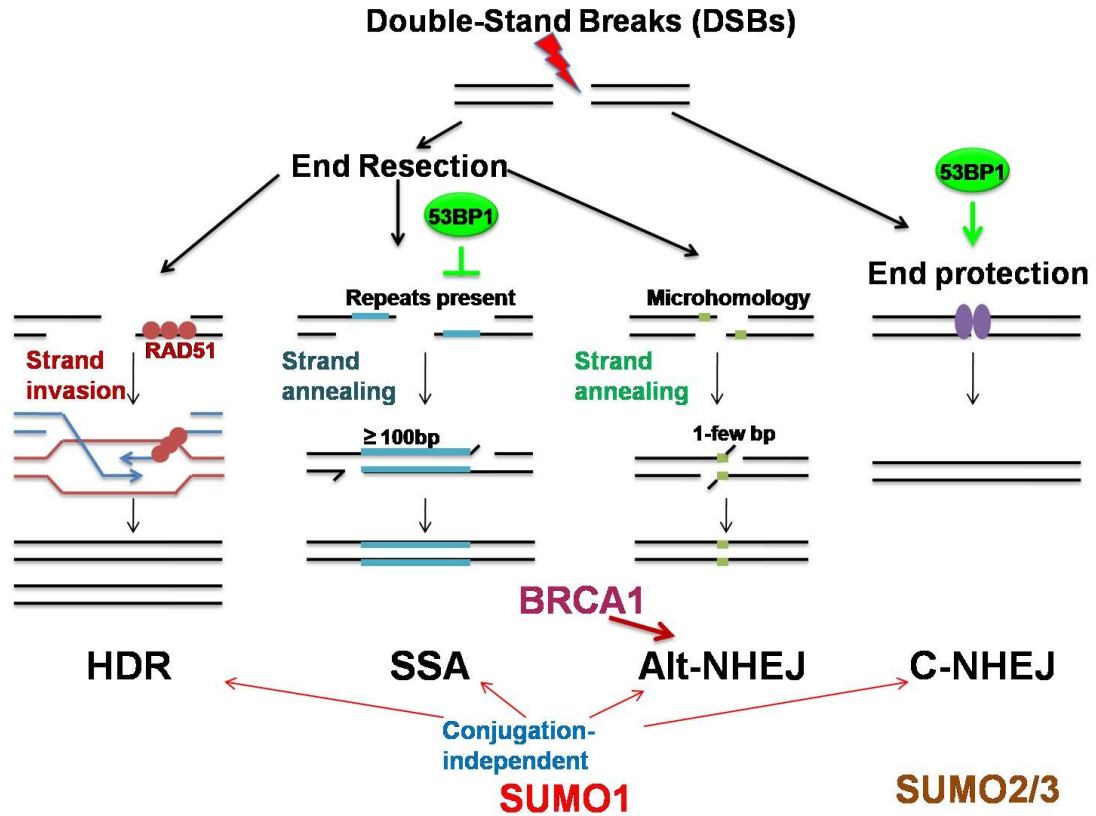 Double-Stand Breaks (DSBs)
End Resection
53BP1
53BP1
End protection
Repeats present
Microhomology
RAD51
Strand
invasion
Strand
annealing
Strand
annealing
≥ 100bp
1-few bp
BRCA1
HDR
SSA
Alt-NHEJ
C-NHEJ
Conjugation-
independent
SUMO1
SUMO2/3